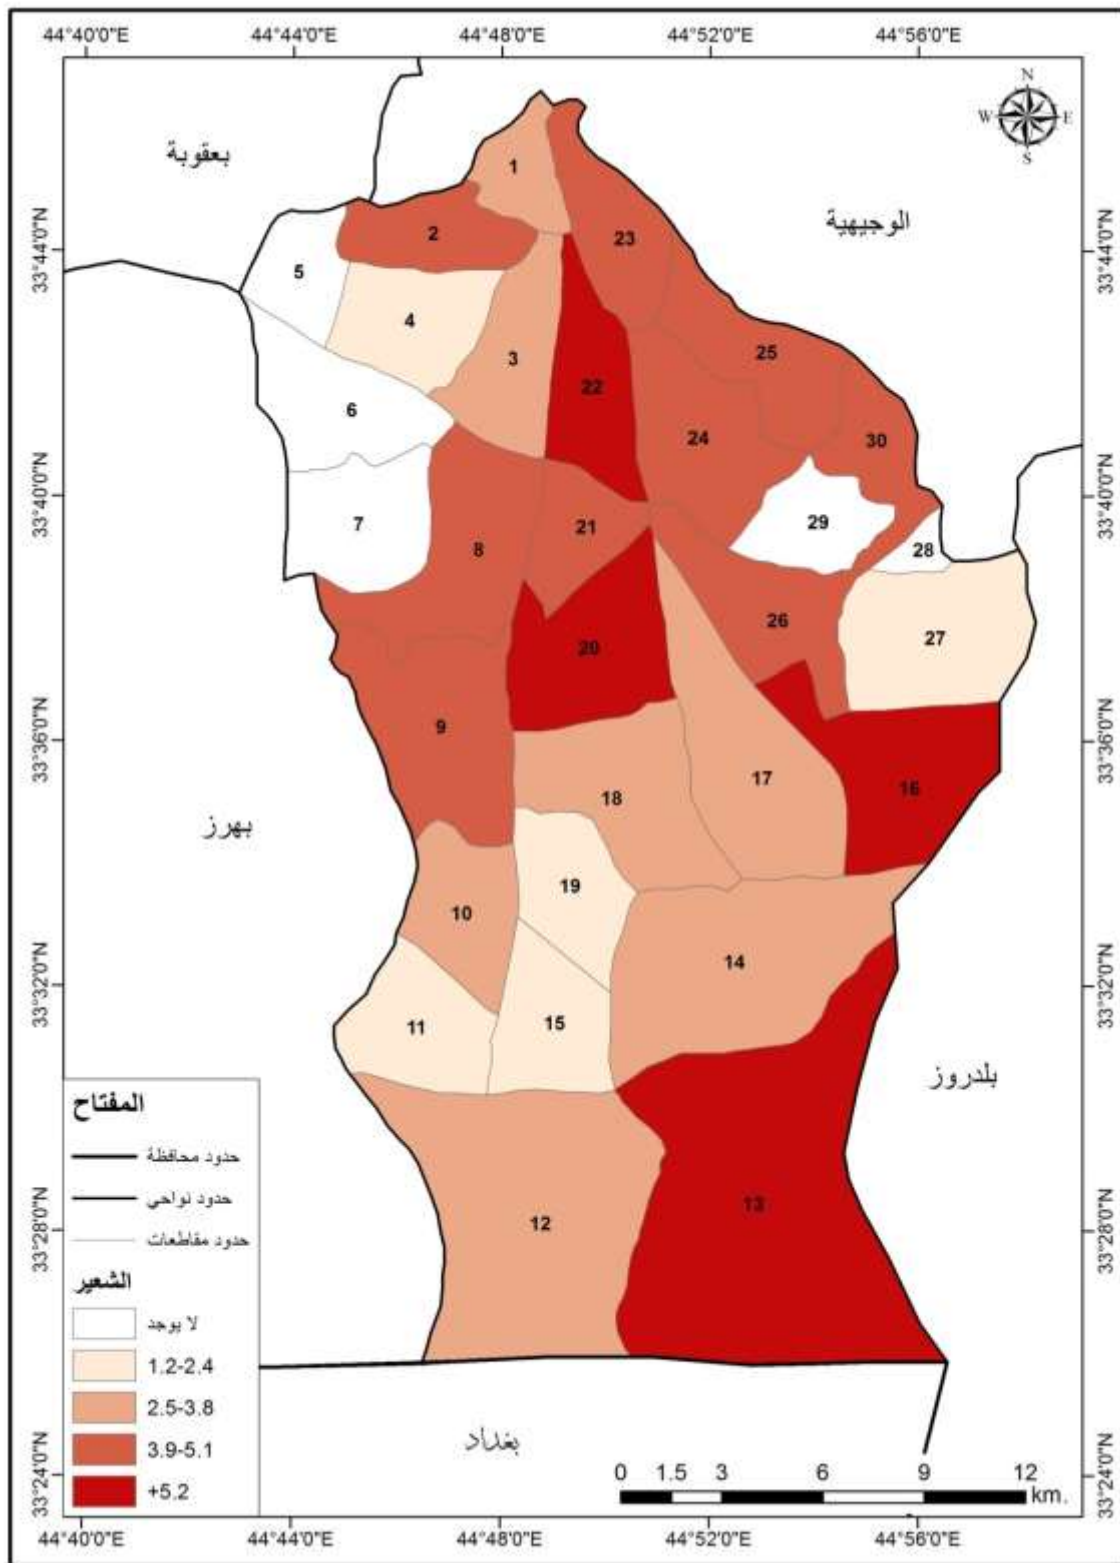 44°40'0"E 44°44'0"E 44°48'0"E 44°52'0"E 44°56'0"E
N
W E
S
بعقوبة
الوجيهية
33°44'0"N 33°44'0"N
1
2
23
5
4
3
22
25
6
24
30
33°40'0"N 33°40'0"N
7
8
21
29
28
20
26
27
33°36'0"N 33°36'0"N
9
18
17
16
بهرز
19
10
14
33°32'0"N 33°32'0"N
11
15
بلدروز
12
13
33°28'0"N 33°28'0"N
المفتاح
حدود محافظة
حدود نواحي
حدود مقاطعات
الشعير
لا يوجد
1.2-2.4
2.5-3.8
3.9-5.1
+5.2
بغداد
33°24'0"N 33°24'0"N
0 1.5 3 6 9 12
km.
44°40'0"E 44°44'0"E 44°48'0"E 44°52'0"E 44°56'0"E